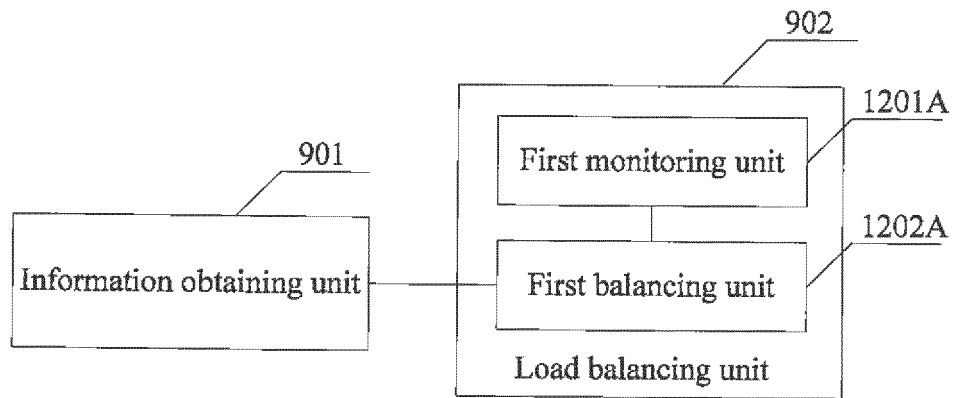 902
1201A
First monitoring unit
901
1202A
Information obtaining unit
First balancing unit
Load balancing unit